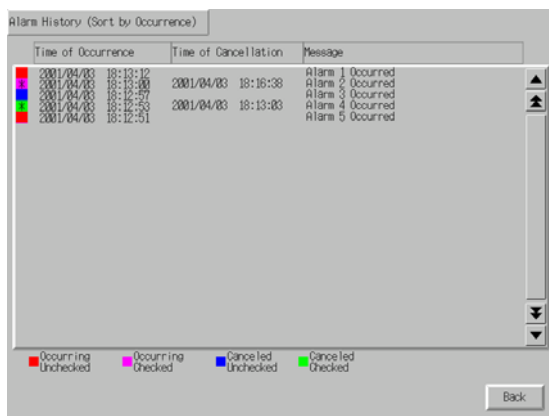 Alarm History (Sort by Occurrence)
Time of Occurrence Time of Cancellation Message
2001/04/03 18:13:12 Alarm 1 Occurred
* 2001/04/03 18:13:00 2001/04/03 18:16:38 Alarm 2 Occurred
2001/04/03 18:12:57 Alarm 3 Occurred
* 2001/04/03 18:12:53 2001/04/03 18:13:03 Alarm 4 Occurred
2001/04/03 18:12:51 Alarm 5 Occurred
Occurring Unchecked Occurring Checked Canceled Unchecked Canceled Checked
Back